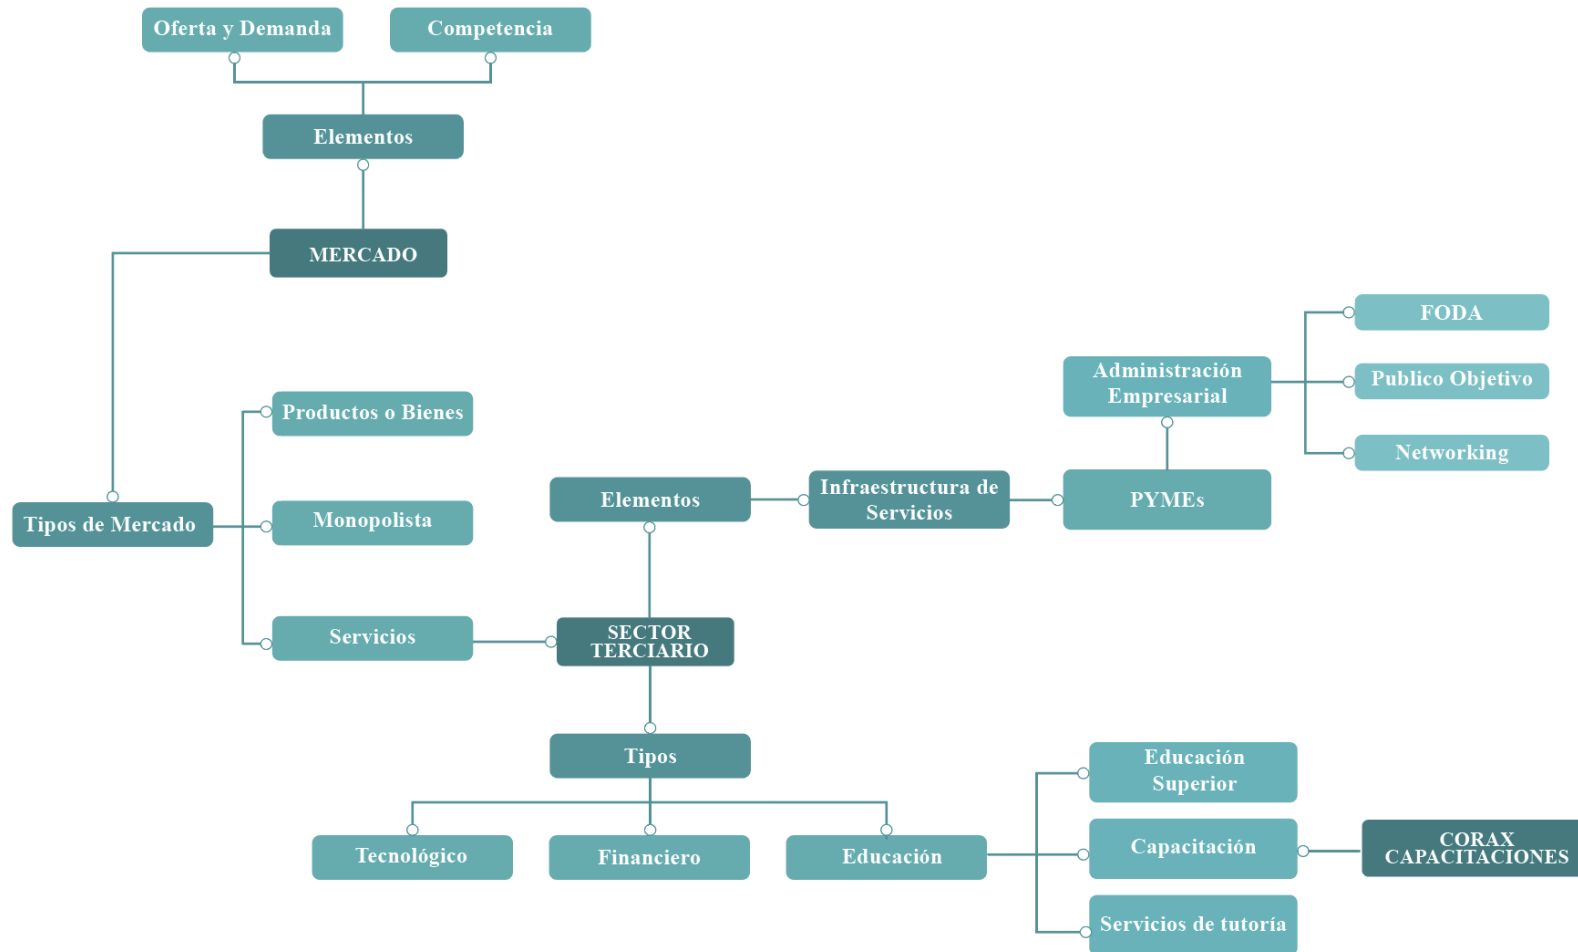 Oferta y Demanda
Competencia
Elementos
MERCADO
FODA
Administración
Empresarial
Publico Objetivo
Productos o Bienes
Networking
Elementos
Infraestructura de
Servicios
PYMEs
Tipos de Mercado
Monopolista
Servicios
SECTOR
TERCIARIO
Tipos
Educación
Superior
Tecnológico
Financiero
Educación
Capacitación
CORAX
CAPACITACIONES
Servicios de tutoría